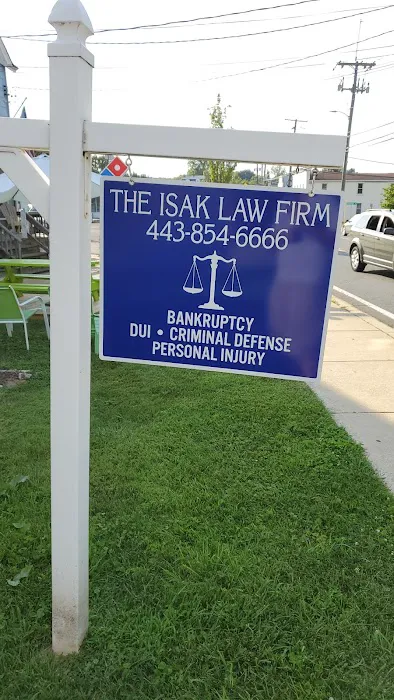 THE ISAK LAW FIRM
443-854-6666
BANKRUPTCY
DUI • CRIMINAL DEFENSE
PERSONAL INJURY